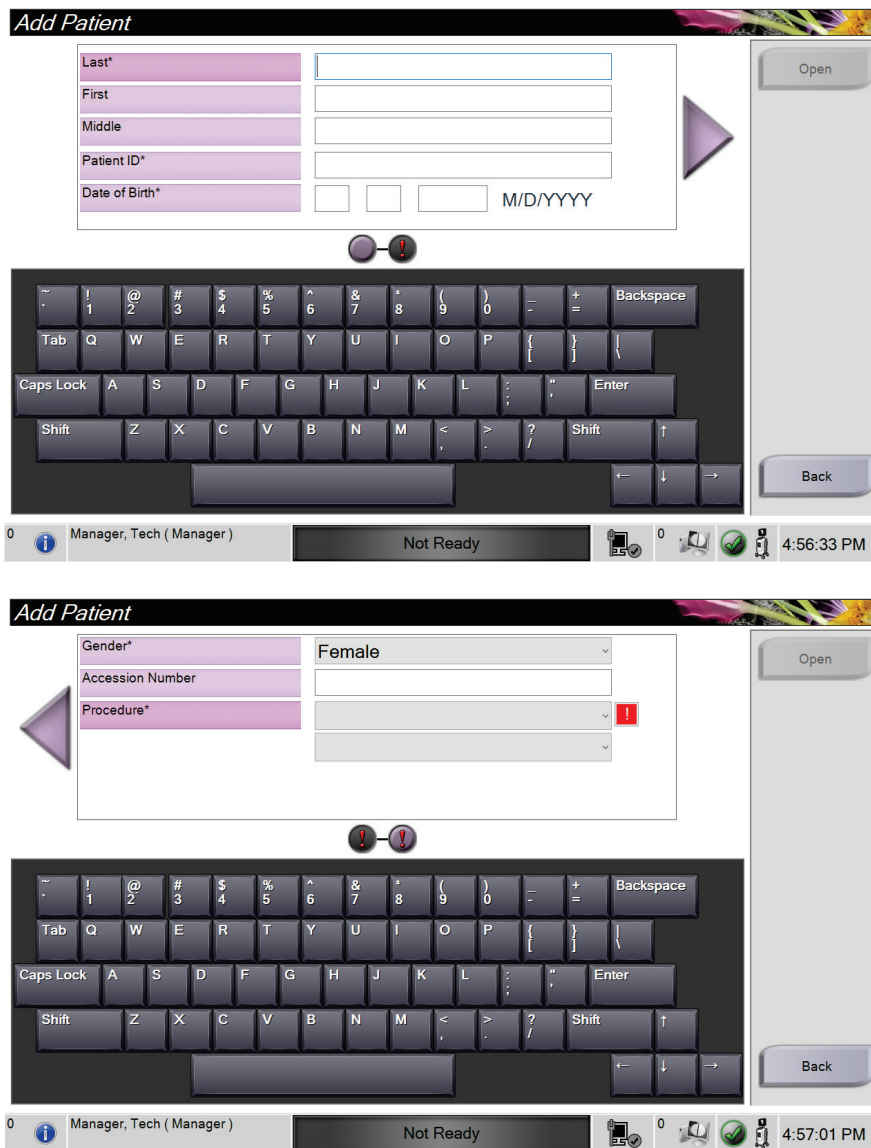 Add Patient
Last*
Open
First
Middle
Patient ID*
Date of Birth* M/D/YYYY
~ ! @ # $ % ^ & * ( ) _ + Backspace
` 1 2 3 4 5 6 7 8 9 0 - =
Tab Q W E R T Y U I O P { } |
[ ] \
Caps Lock A S D F G H J K L : " Enter
; '
Shift Z X C V B N M < > ? Shift ↑
, . /
← ↓ →
Back
0 Manager, Tech ( Manager ) Not Ready 0 4:56:33 PM
Add Patient
Gender* Female
Open
Accession Number
Procedure* !
~ ! @ # $ % ^ & * ( ) _ + Backspace
` 1 2 3 4 5 6 7 8 9 0 - =
Tab Q W E R T Y U I O P { } |
[ ] \
Caps Lock A S D F G H J K L : " Enter
; '
Shift Z X C V B N M < > ? Shift ↑
, . /
← ↓ →
Back
0 Manager, Tech ( Manager ) Not Ready 0 4:57:01 PM